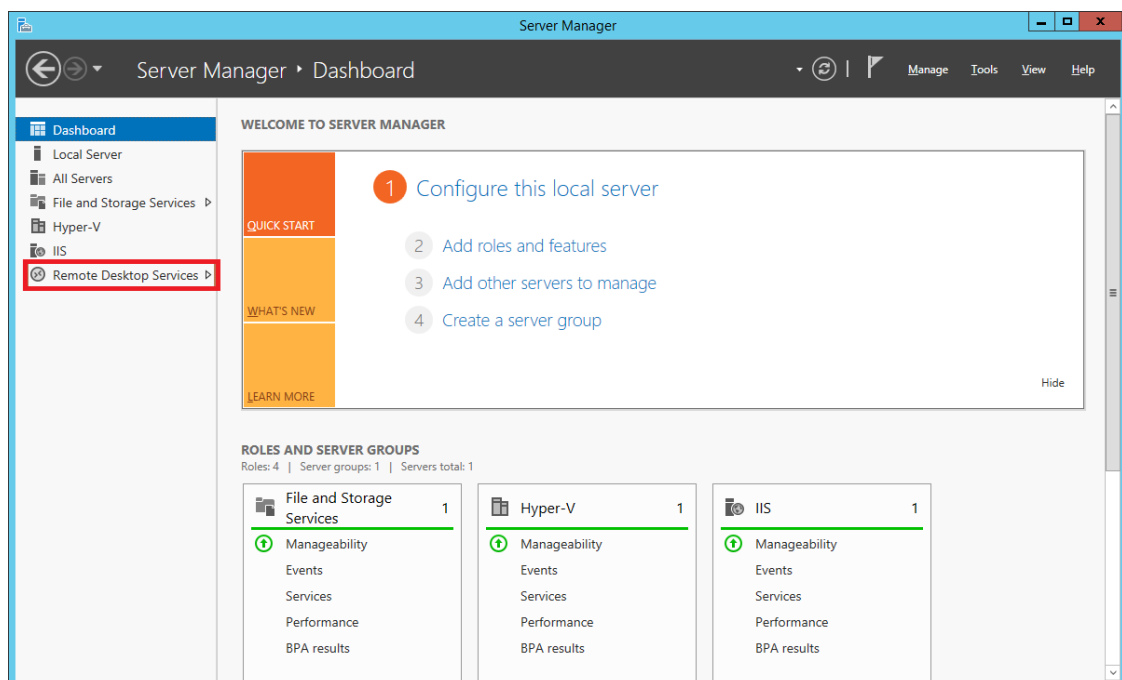 Server Manager
Server Manager • Dashboard
Manage Tools View Help
Dashboard
Local Server
All Servers
File and Storage Services
Hyper-V
IIS
Remote Desktop Services
WELCOME TO SERVER MANAGER
QUICK START
WHAT'S NEW
LEARN MORE
1 Configure this local server
2 Add roles and features
3 Add other servers to manage
4 Create a server group
Hide
ROLES AND SERVER GROUPS
Roles: 4 | Server groups: 1 | Servers total: 1
File and Storage
Services 1
Manageability
Events
Services
Performance
BPA results
Hyper-V 1
Manageability
Events
Services
Performance
BPA results
IIS 1
Manageability
Events
Services
Performance
BPA results